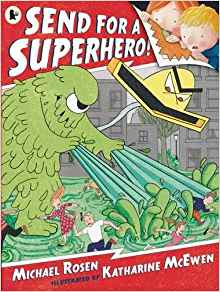 SEND FOR A
SUPERHERO!
MICHAEL ROSEN
ILLUSTRATED BY KATHARINE MCEWEN